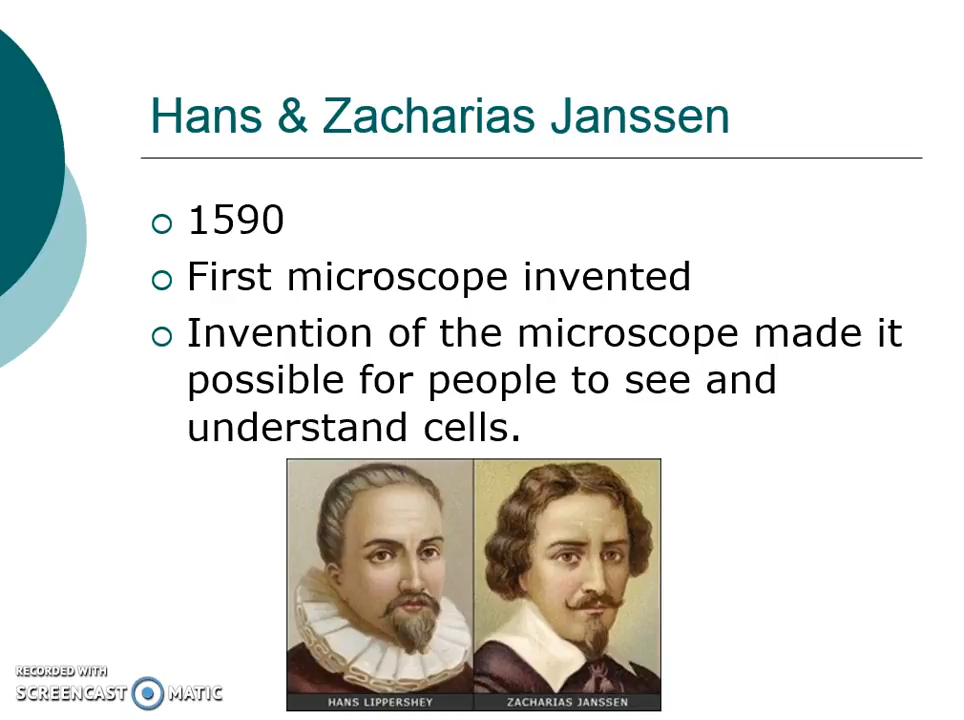 Hans & Zacharias Janssen
1590
First microscope invented
Invention of the microscope made it
possible for people to see and
understand cells.
HANS LIPPERSHEY
ZACHARIAS JANSSEN
RECORDED WITH
SCREENCAST MATIC